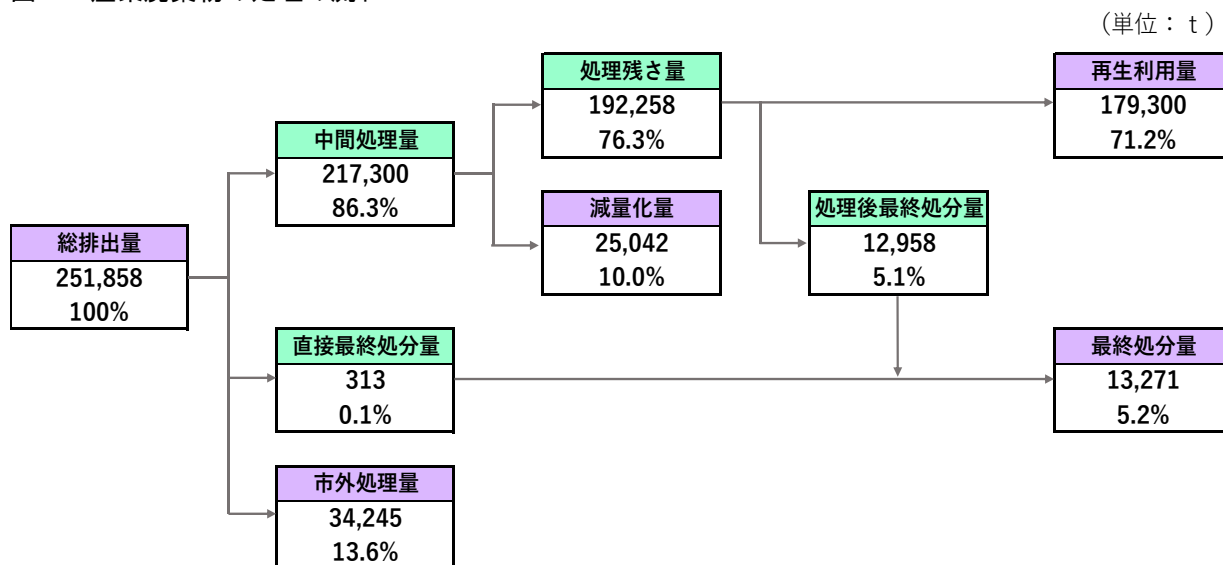 （単位：ｔ）
処理残さ量
192,258
76.3%
再生利用量
179,300
71.2%
中間処理量
217,300
86.3%
減量化量
25,042
10.0%
処理後最終処分量
12,958
5.1%
総排出量
251,858
100%
直接最終処分量
313
0.1%
最終処分量
13,271
5.2%
市外処理量
34,245
13.6%